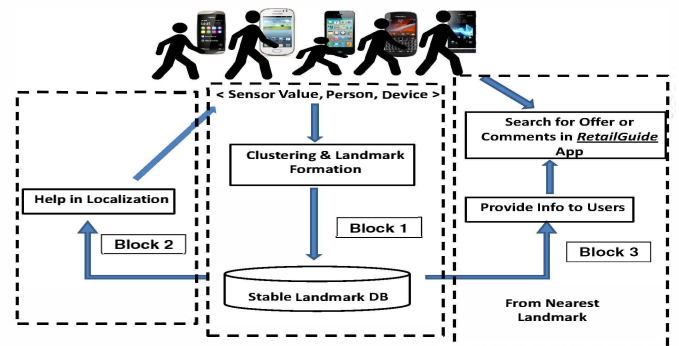 < Sensor Value, Person, Device >
Clustering & Landmark
Formation
Block 1
Stable Landmark DB
Help in Localization
Block 2
Search for Offer or
Comments in RetailGuide
App
Provide Info to Users
Block 3
From Nearest
Landmark